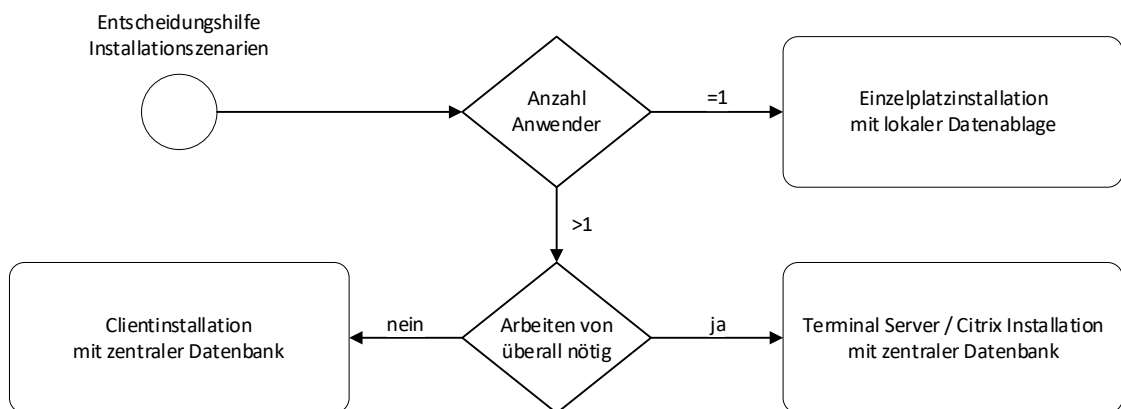 Entscheidungshilfe
Installationszenarien
Anzahl
Anwender
=1
Einzelplatzinstallation
mit lokaler Datenablage
>1
Clientinstallation
mit zentraler Datenbank
nein
Arbeiten von
überall nötig
ja
Terminal Server / Citrix Installation
mit zentraler Datenbank